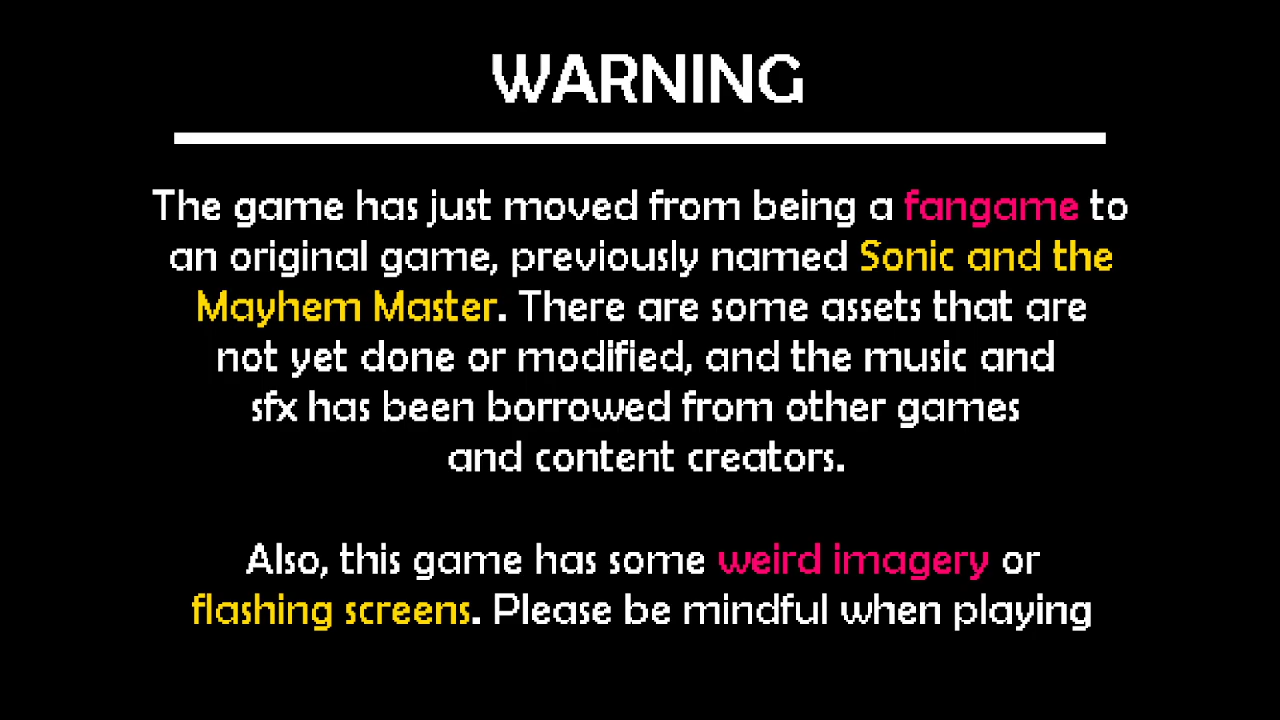 WARNING
The game has just moved from being a fangame to
an original game, previously named Sonic and the
Mayhem Master. There are some assets that are
not yet done or modified, and the music and
sfx has been borrowed from other games
and content creators.
Also, this game has some weird imagery or
flashing screens. Please be mindful when playing